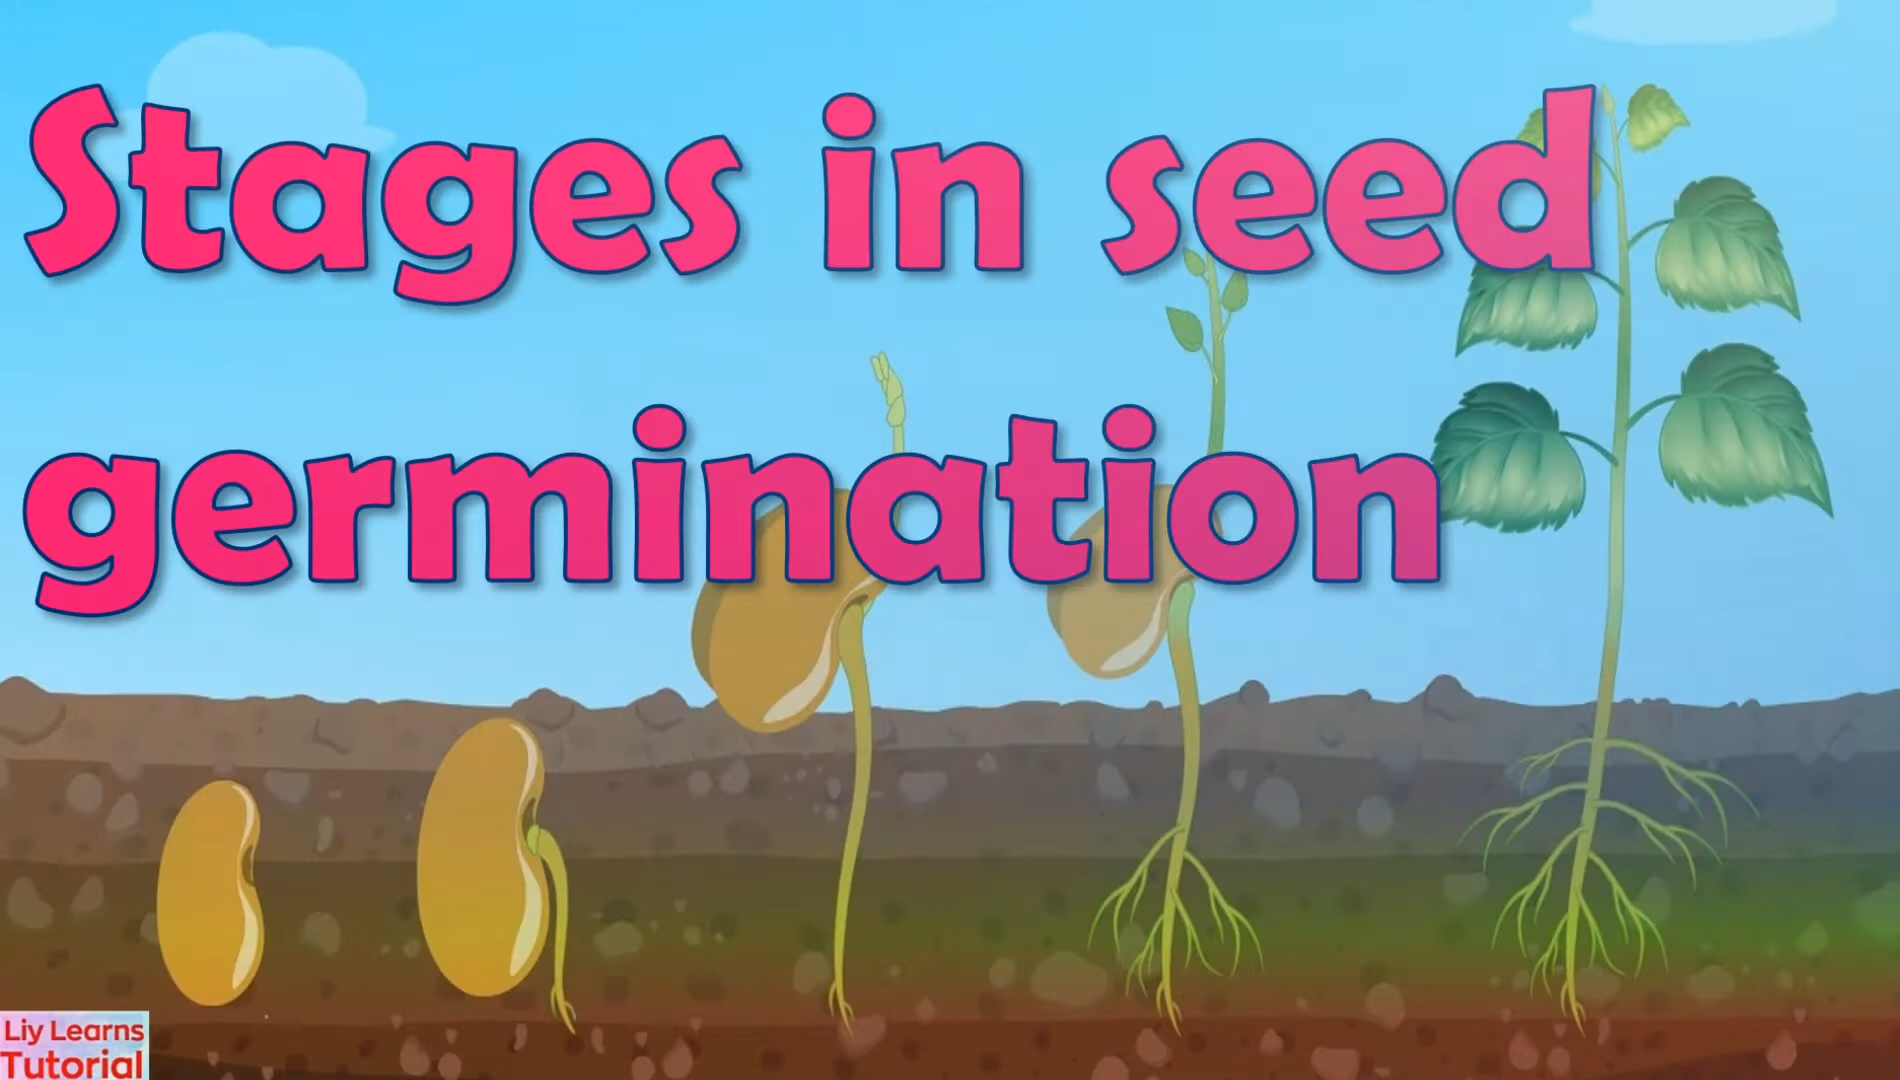 Stages in seed
germination
Liy Learns
Tutorial